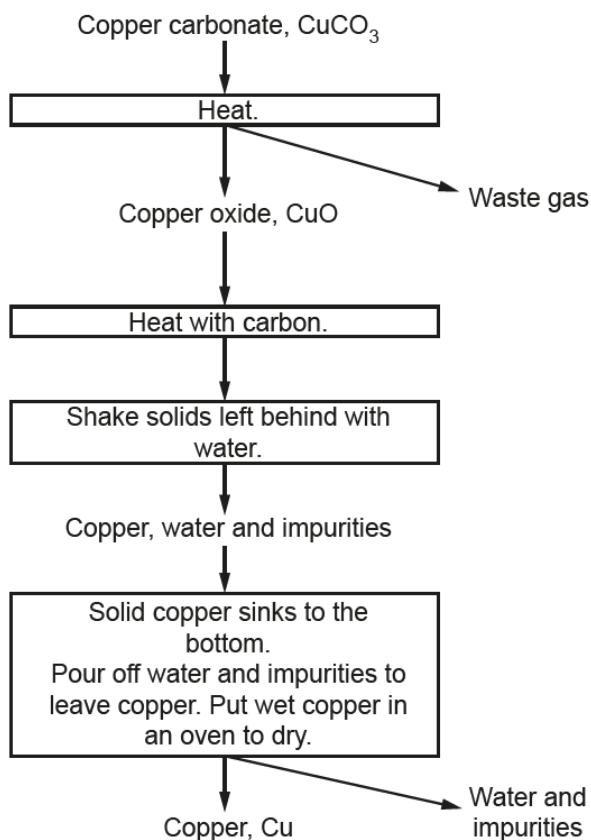 Copper carbonate, CuCO₃
Heat.
Waste gas
Copper oxide, CuO
Heat with carbon.
Shake solids left behind with
water.
Copper, water and impurities
Solid copper sinks to the
bottom.
Pour off water and impurities to
leave copper. Put wet copper in
an oven to dry.
Water and
impurities
Copper, Cu